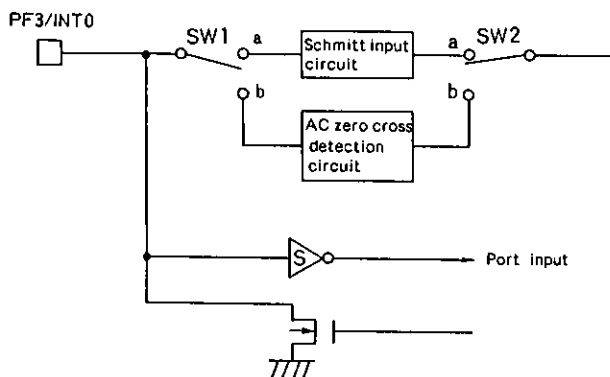 PF3/INT0
SW1
a
Schmitt input
circuit
a
SW2
b
AC zero cross
detection
circuit
b
S
Port input